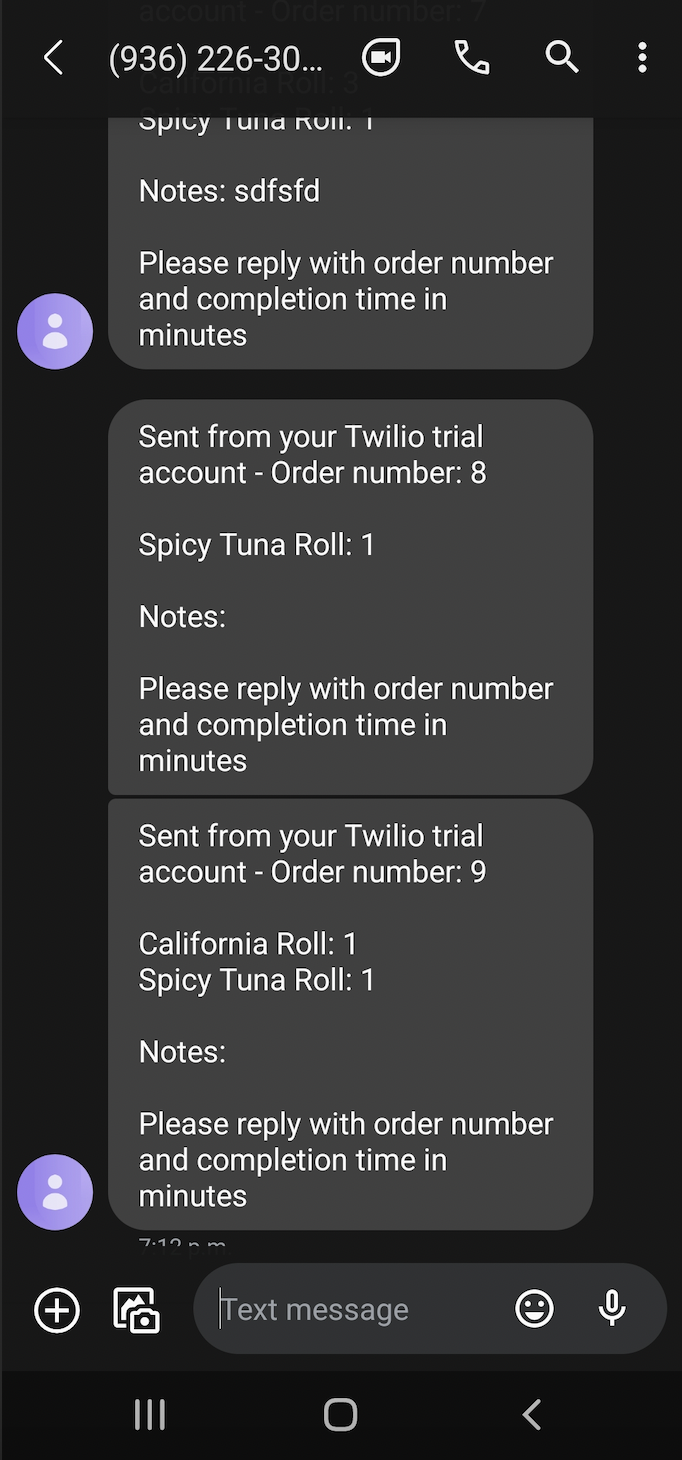 account - Order number: 7
(936) 226-30...
California Roll: 3
Spicy Tuna Roll: 1
Notes: sdfsfd
Please reply with order number
and completion time in
minutes
Sent from your Twilio trial
account - Order number: 8
Spicy Tuna Roll: 1
Notes:
Please reply with order number
and completion time in
minutes
Sent from your Twilio trial
account - Order number: 9
California Roll: 1
Spicy Tuna Roll: 1
Notes:
Please reply with order number
and completion time in
minutes
7:12 p.m.
Text message